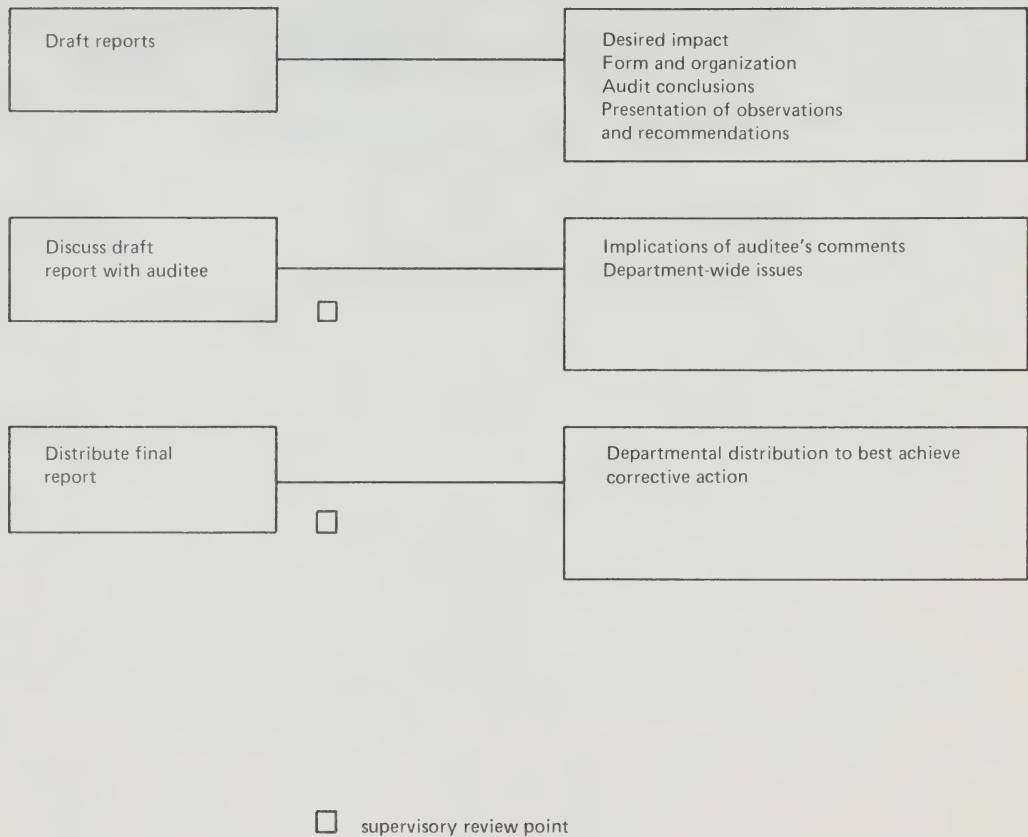 Draft reports
Desired impact
Form and organization
Audit conclusions
Presentation of observations
and recommendations
Discuss draft
report with auditee
Implications of auditee's comments
Department-wide issues
Distribute final
report
Departmental distribution to best achieve
corrective action
supervisory review point